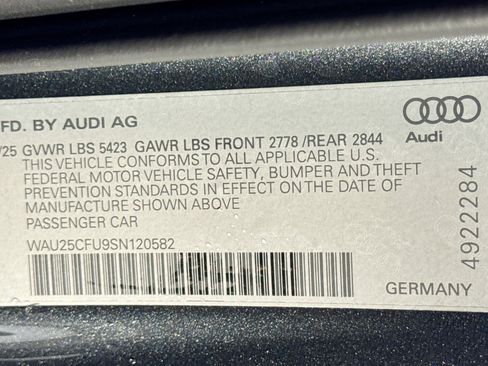 FD. BY AUDI AG
/25 GVWR LBS 5423 GAWR LBS FRONT 2778 /REAR 2844
THIS VEHICLE CONFORMS TO ALL APPLICABLE U.S.
FEDERAL MOTOR VEHICLE SAFETY, BUMPER AND THEFT
PREVENTION STANDARDS IN EFFECT ON THE DATE OF
MANUFACTURE SHOWN ABOVE
PASSENGER CAR
WAU25CFU9SN120582
Audi
4922284
GERMANY